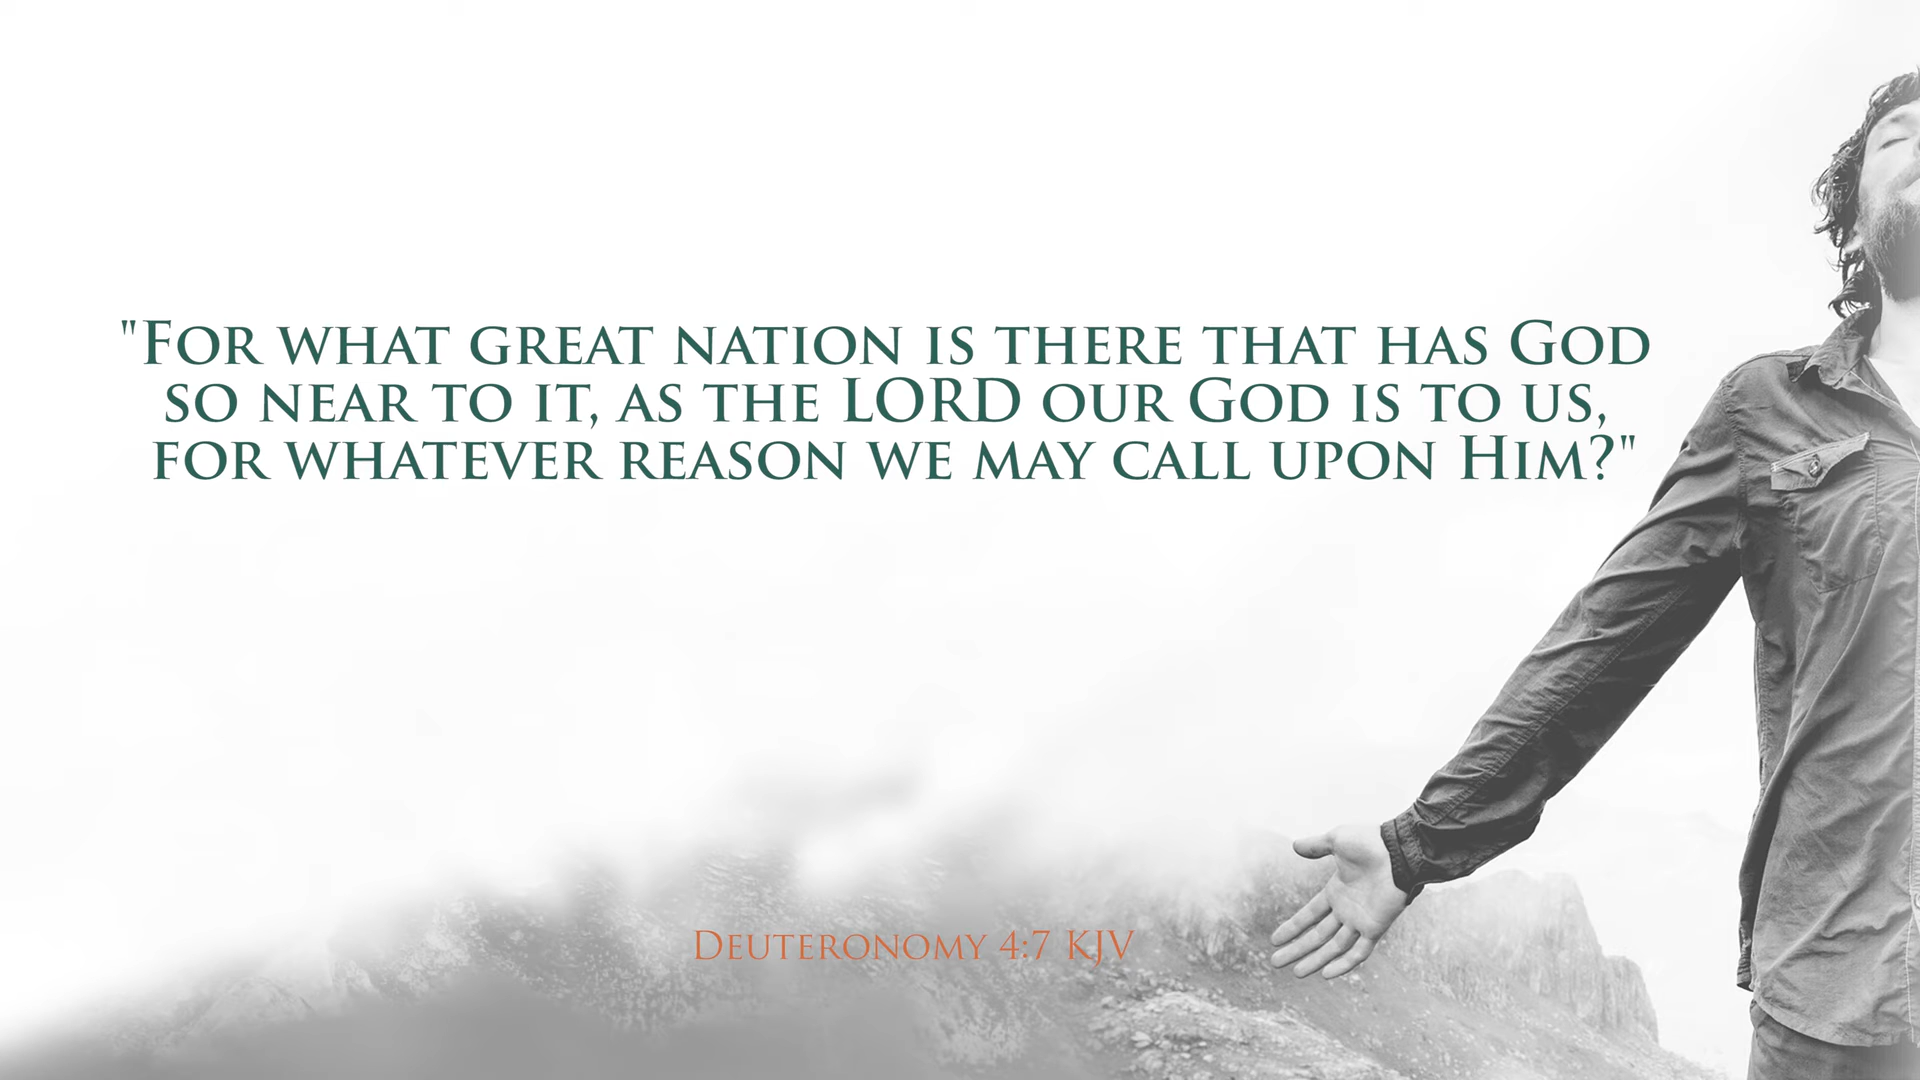 "For what great nation is there that has God
so near to it, as the LORD our God is to us,
for whatever reason we may call upon Him?"
Deuteronomy 4:7 KJV